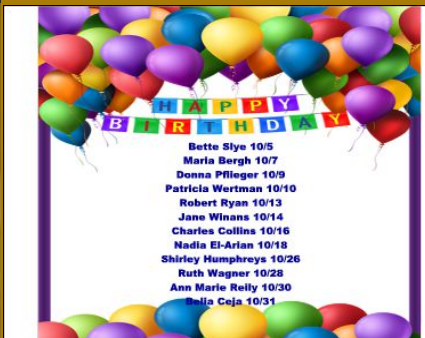 HAPPY
BIRTHDAY
Bette Slye 10/5
Maria Bergh 10/7
Donna Pflieger 10/9
Patricia Wertman 10/10
Robert Ryan 10/13
Jane Winans 10/14
Charles Collins 10/16
Nadia El-Arian 10/18
Shirley Humphreys 10/26
Ruth Wagner 10/28
Ann Marie Reily 10/30
Belia Ceja 10/31